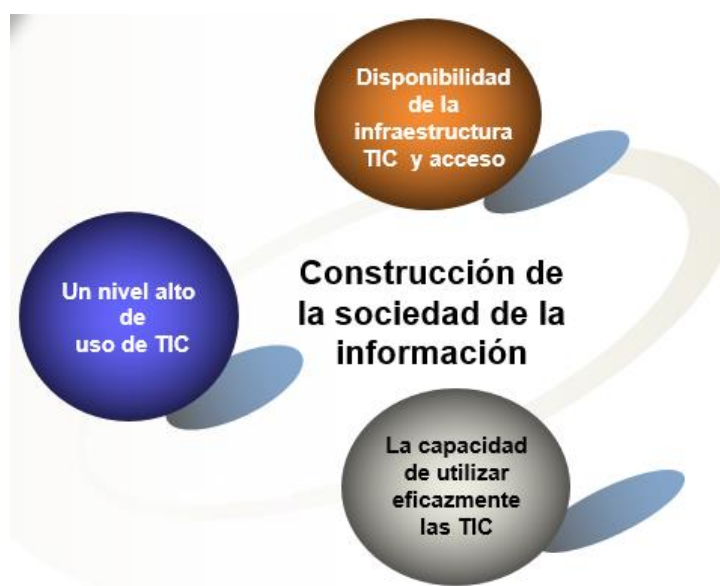 Disponibilidad
de la
infraestructura
TIC y acceso
Un nivel alto
de
uso de TIC
Construcción de
la sociedad de la
información
La capacidad
de utilizar
eficazmente
las TIC